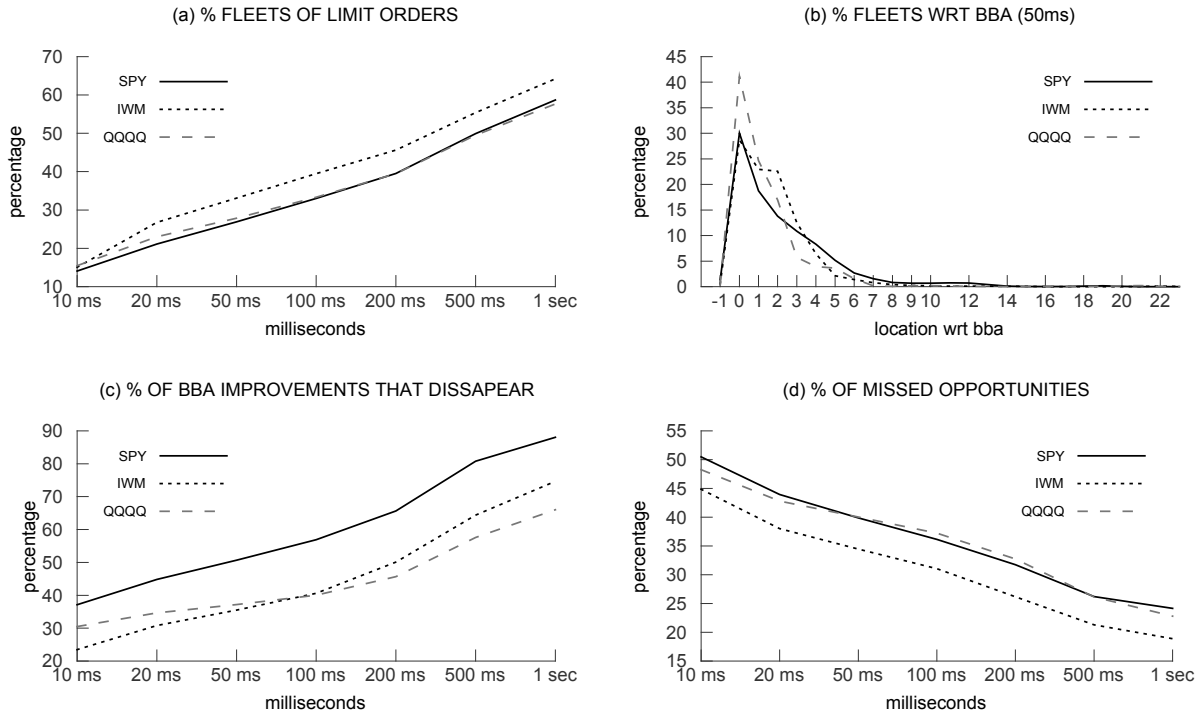 (a) % FLEETS OF LIMIT ORDERS
70
60
50
40
30
20
10
percentage
SPY
IWM
QQQQ
10 ms 20 ms 50 ms 100 ms 200 ms 500 ms 1 sec
milliseconds
(b) % FLEETS WRT BBA (50ms)
45
40
35
30
25
20
15
10
5
0
percentage
SPY
IWM
QQQQ
-1 0 1 2 3 4 5 6 7 8 9 10 12 14 16 18 20 22
location wrt bba
(c) % OF BBA IMPROVEMENTS THAT DISSAPEAR
90
80
70
60
50
40
30
20
percentage
SPY
IWM
QQQQ
10 ms 20 ms 50 ms 100 ms 200 ms 500 ms 1 sec
milliseconds
(d) % OF MISSED OPPORTUNITIES
55
50
45
40
35
30
25
20
15
percentage
SPY
IWM
QQQQ
10 ms 20 ms 50 ms 100 ms 200 ms 500 ms 1 sec
milliseconds